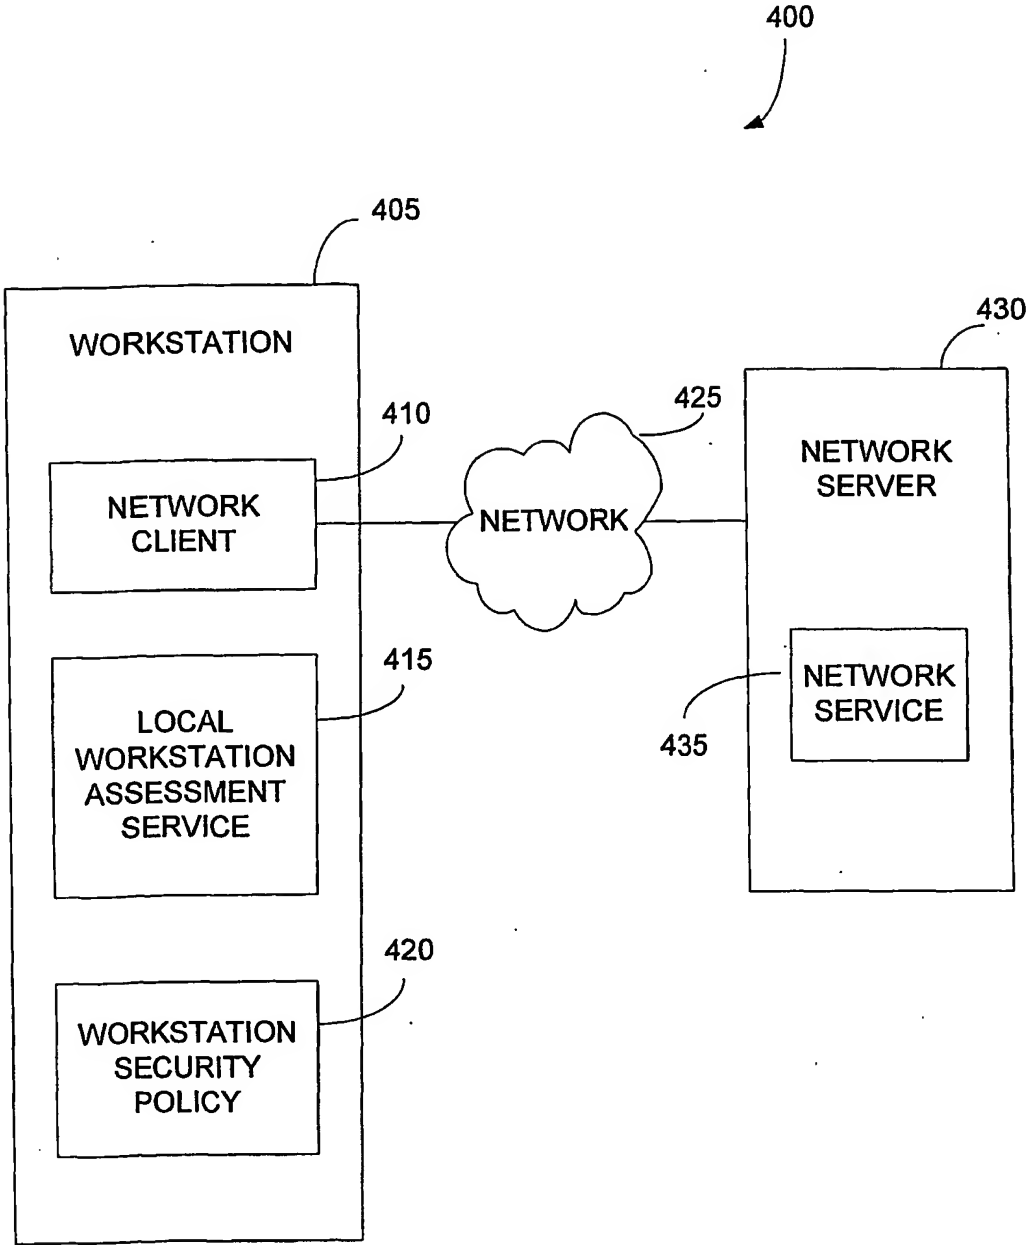 400
405
WORKSTATION
430
410
425
NETWORK
CLIENT
NETWORK
NETWORK
SERVER
415
LOCAL
WORKSTATION
ASSESSMENT
SERVICE
NETWORK
SERVICE
435
420
WORKSTATION
SECURITY
POLICY